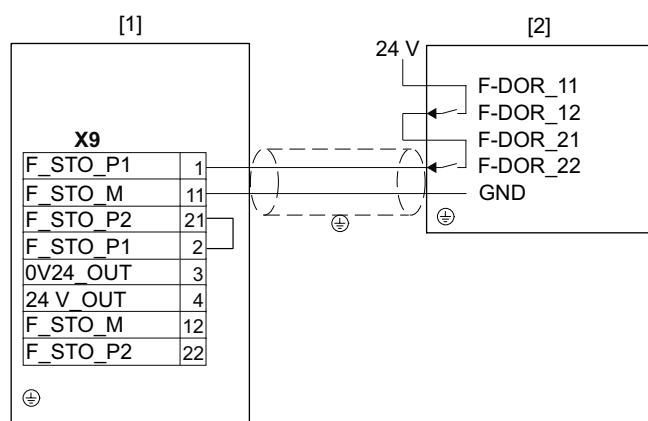 [1]
[2]
24 V
F-DOR_11
F-DOR_12
F-DOR_21
F-DOR_22
GND
X9
F_STO_P1 1
F_STO_M 11
F_STO_P2 21
F_STO_P1 2
0V24_OUT 3
24 V_OUT 4
F_STO_M 12
F_STO_P2 22